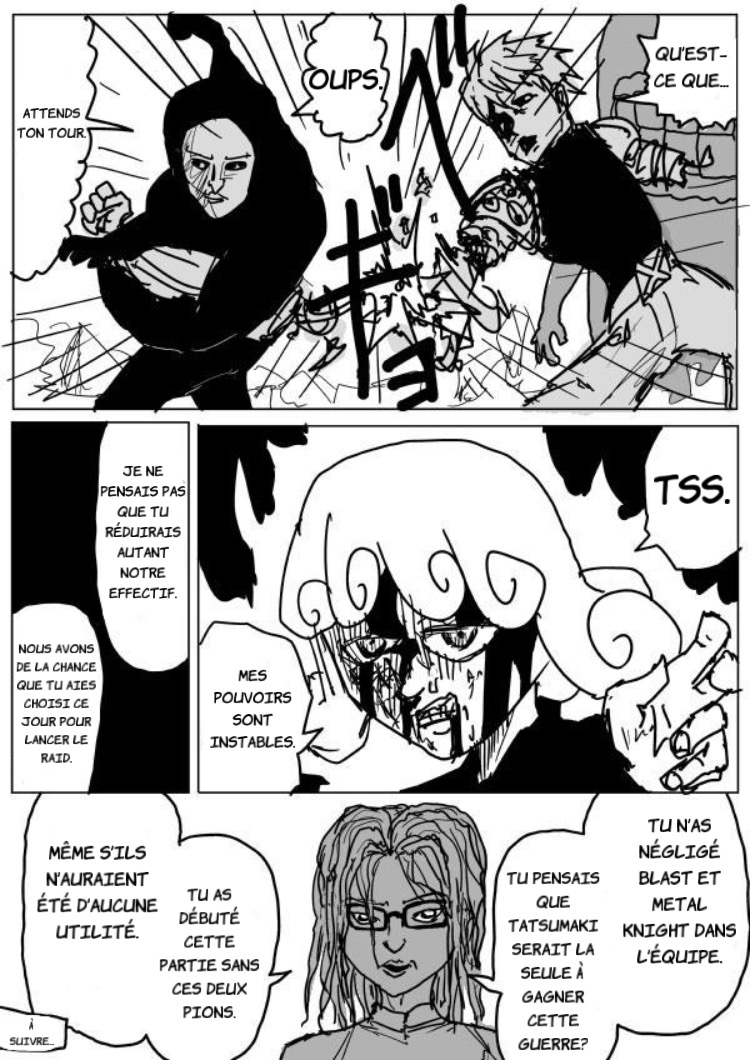 QU'EST-
CE QUE...
OUPS.
ATTENDS
TON TOUR.
ギョ
TSS.
MES
POUVOIRS
SONT
INSTABLES.
JE NE
PENSAIS PAS
QUE TU
RÉDUIRAIS
AUTANT
NOTRE
EFFECTIF.
NOUS AVONS
DE LA CHANCE
QUE TU AIES
CHOISI CE
JOUR POUR
LANCER LE
RAID.
TU N'AS
NÉGLIGÉ
BLAST ET
METAL
KNIGHT DANS
L'ÉQUIPE.
TU PENSAIS
QUE
TATSUMAKI
SERAIT LA
SEULE À
GAGNER
CETTE
GUERRE?
TU AS
DÉBUTÉ
CETTE
PARTIE SANS
CES DEUX
PIONS.
MÊME S'ILS
N'AURAIENT
ÉTÉ D'AUCUNE
UTILITÉ.
À
SUIVRE...